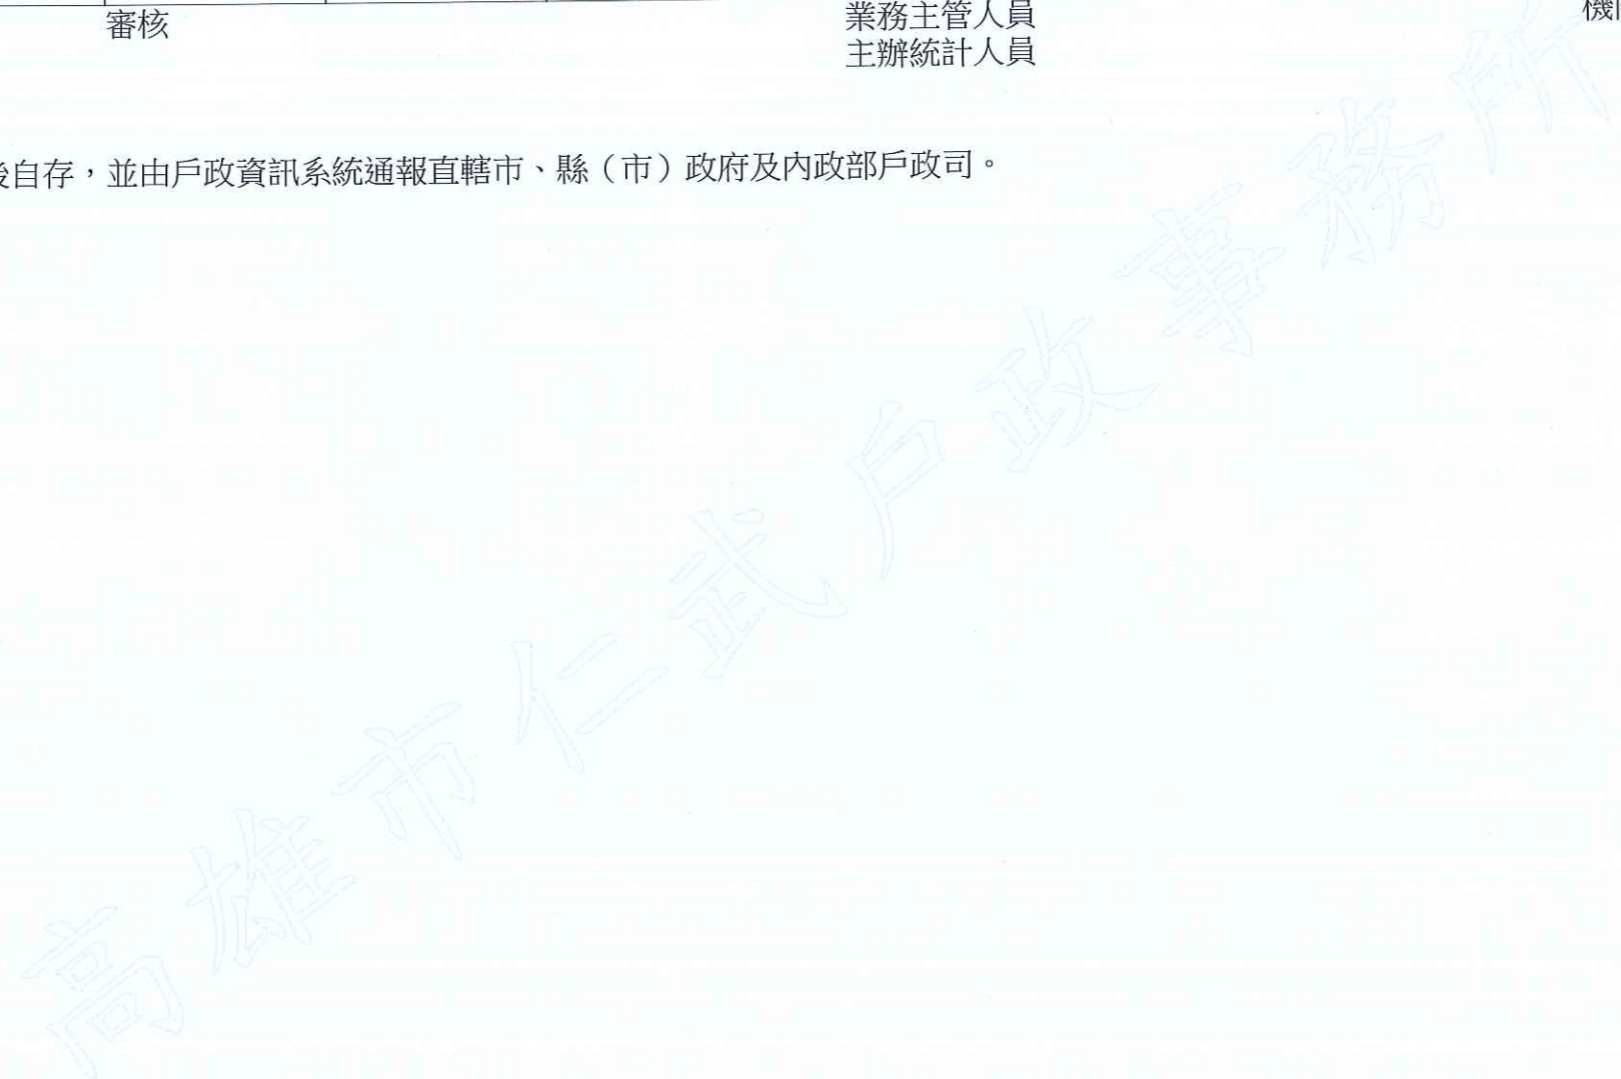 審核
業務主管人員
主辦統計人員
機
後自存，並由戶政資訊系統通報直轄市、縣（市）政府及內政部戶政司。
高雄市仁武戶政事務所